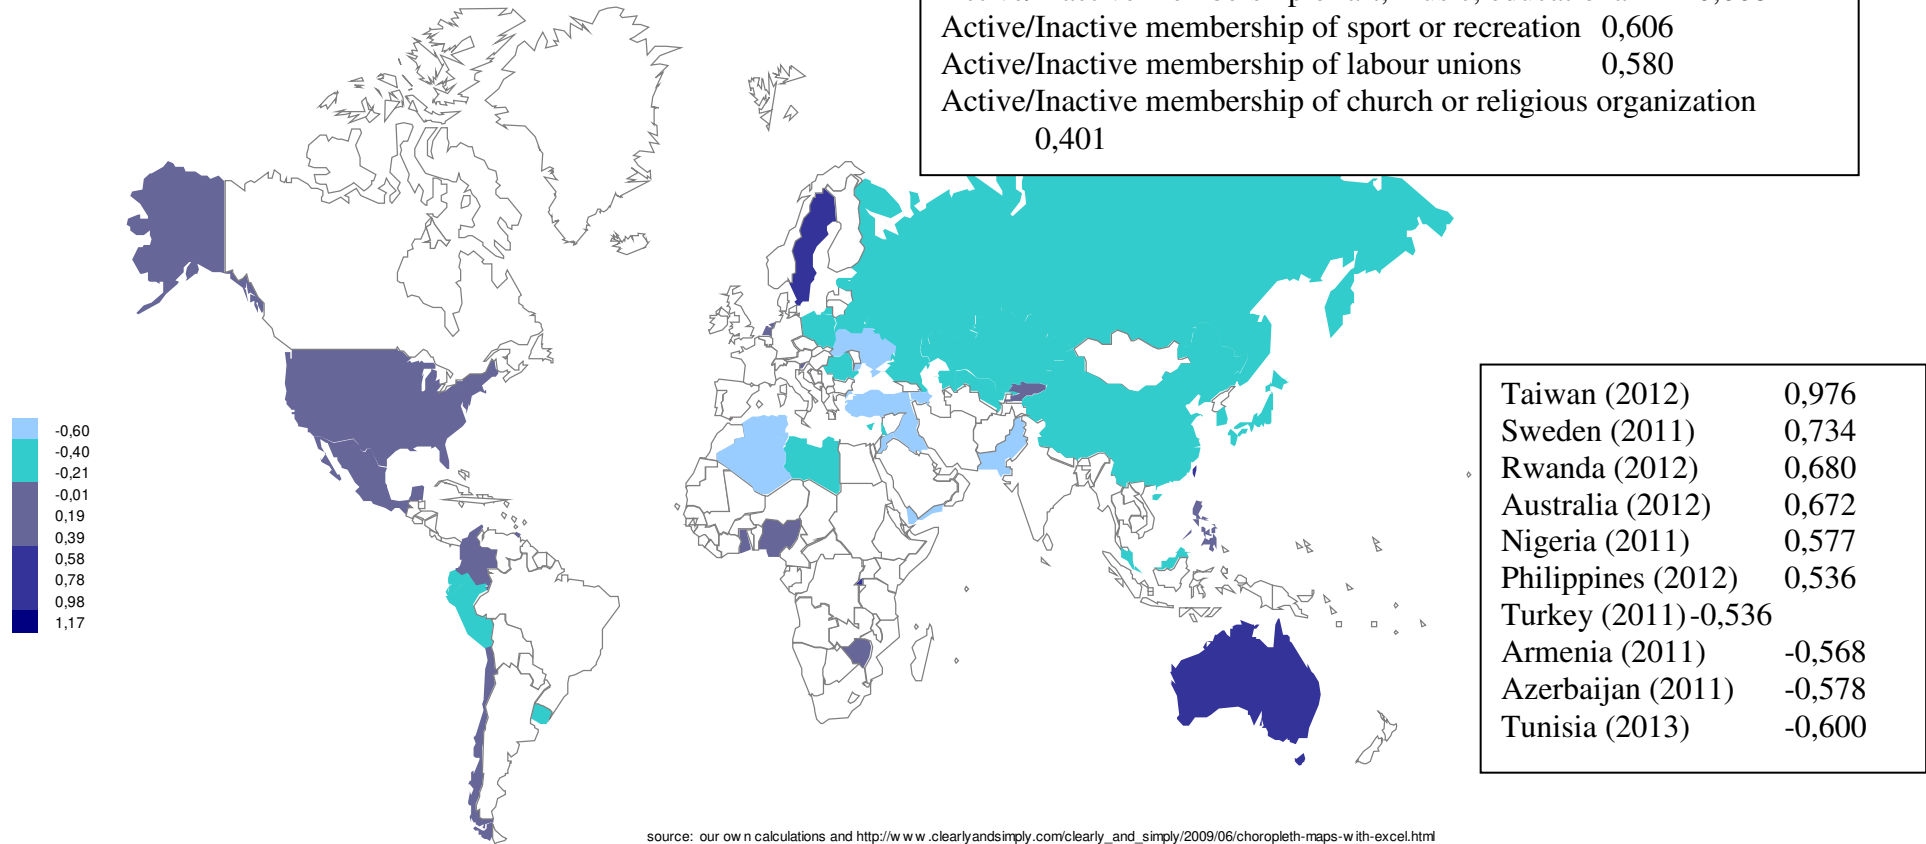 Active/Inactive membership of sport or recreation 0,606
Active/Inactive membership of labour unions 0,580
Active/Inactive membership of church or religious organization
0,401
-0,60
-0,40
-0,21
-0,01
0,19
0,39
0,58
0,78
0,98
1,17
Taiwan (2012) 0,976
Sweden (2011) 0,734
Rwanda (2012) 0,680
Australia (2012) 0,672
Nigeria (2011) 0,577
Philippines (2012) 0,536
Turkey (2011) -0,536
Armenia (2011) -0,568
Azerbaijan (2011) -0,578
Tunisia (2013) -0,600
source: our own calculations and http://www.clearlyandsimply.com/clearly_and_simply/2009/06/choropleth-maps-with-excel.html